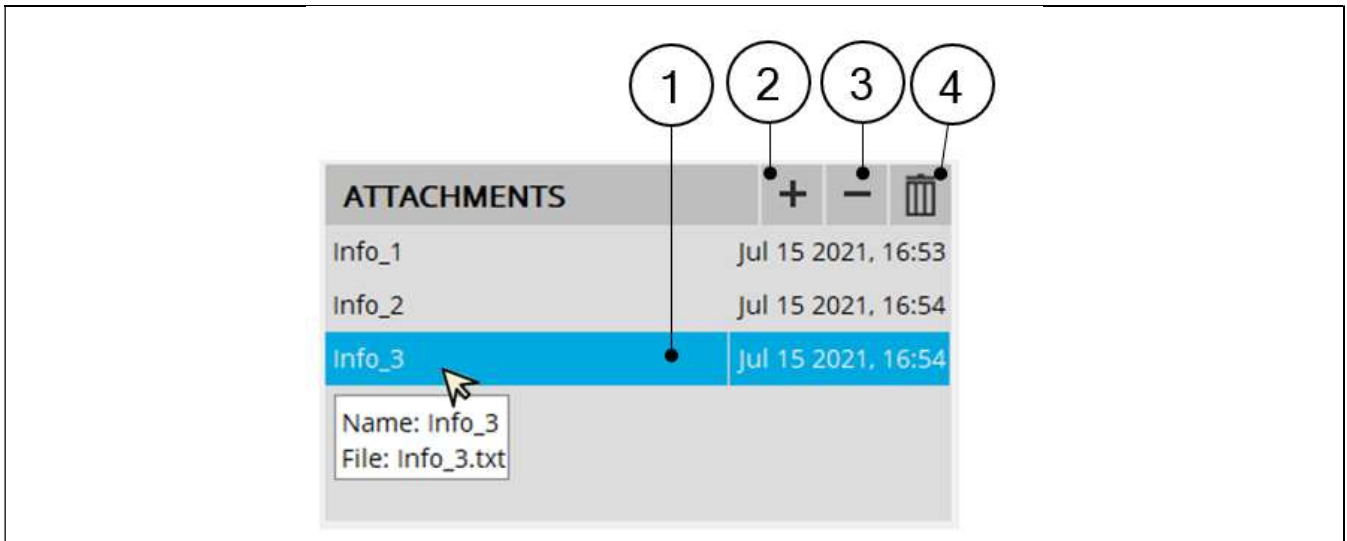 1 2 3 4
ATTACHMENTS + −
Info_1 Jul 15 2021, 16:53
Info_2 Jul 15 2021, 16:54
Info_3 Jul 15 2021, 16:54
Name: Info_3
File: Info_3.txt